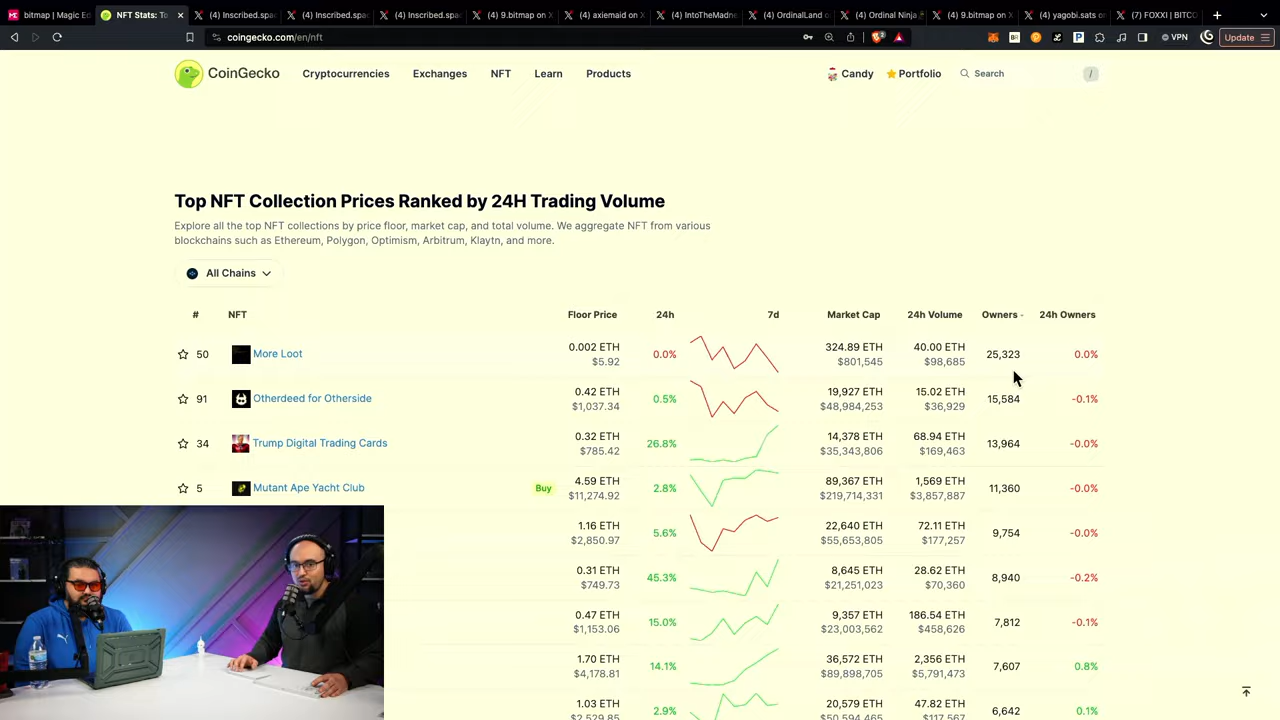 bitmap | Magic Ed
NFT Stats: To
(4) Inscribed.spa
(4) Inscribed.spa
(4) Inscribed.spa
(4) 9.bitmap on X
(4) axiemaid on X
(4) IntoTheMadne
(4) OrdinalLand o
(4) Ordinal Ninja
(4) 9.bitmap on X
(4) yagobi.sats on
(7) FOXXI | BITCO
coingecko.com/en/nft
VPN
Update
CoinGecko
Cryptocurrencies Exchanges NFT Learn Products
Candy Portfolio Search /
Top NFT Collection Prices Ranked by 24H Trading Volume
Explore all the top NFT collections by price floor, market cap, and total volume. We aggregate NFT from various
blockchains such as Ethereum, Polygon, Optimism, Arbitrum, Klaytn, and more.
All Chains
# NFT Floor Price 24h 7d Market Cap 24h Volume Owners 24h Owners
50 More Loot 0.002 ETH 0.0% 324.89 ETH 40.00 ETH 25,323 0.0%
$5.92 $801,545 $98,685
91 Otherdeed for Otherside 0.42 ETH 0.5% 19,927 ETH 15.02 ETH 15,584 -0.1%
$1,037.34 $48,984,253 $36,929
34 Trump Digital Trading Cards 0.32 ETH 26.8% 14,378 ETH 68.94 ETH 13,964 -0.0%
$785.42 $35,343,806 $169,463
5 Mutant Ape Yacht Club Buy 4.59 ETH 2.8% 89,367 ETH 1,569 ETH 11,360 -0.0%
$11,274.92 $219,714,331 $3,857,887
1.16 ETH 5.6% 22,640 ETH 72.11 ETH 9,754 -0.0%
$2,850.97 $55,653,805 $177,257
0.31 ETH 45.3% 8,645 ETH 28.62 ETH 8,940 -0.2%
$749.73 $21,251,023 $70,360
0.47 ETH 15.0% 9,357 ETH 186.54 ETH 7,812 -0.1%
$1,153.06 $23,003,562 $458,626
1.70 ETH 14.1% 36,572 ETH 2,356 ETH 7,607 0.8%
$4,178.81 $89,898,705 $5,791,473
1.03 ETH 2.9% 20,579 ETH 47.82 ETH 6,642 0.1%
$2,529.85 $50,594,465 $117,567